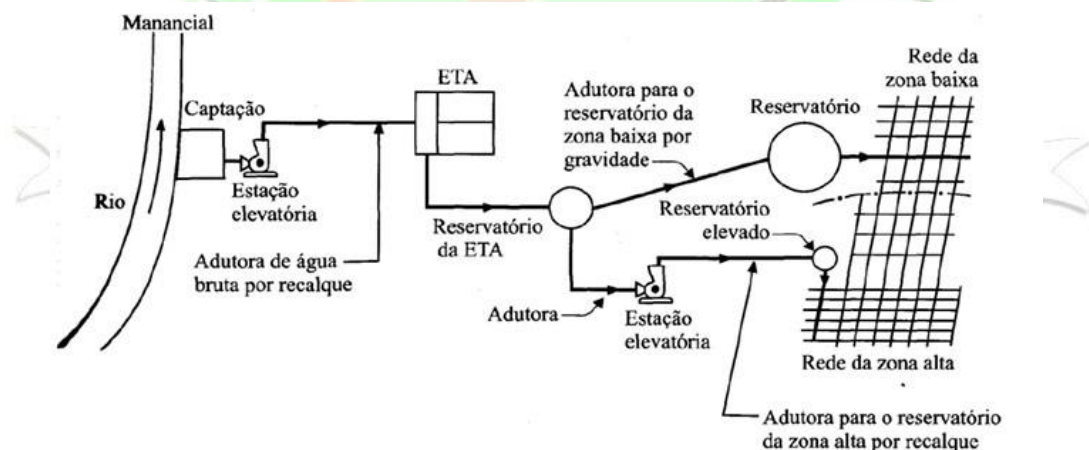 Manancial
Captação
Rio
Estação
elevatória
Adutora de água
bruta por recalque
ETA
Reservatório
da ETA
Adutora para o
reservatório da
zona baixa por
gravidade
Reservatório
Rede da
zona baixa
Reservatório
elevado
Adutora
Estação
elevatória
Rede da zona alta
Adutora para o reservatório
da zona alta por recalque